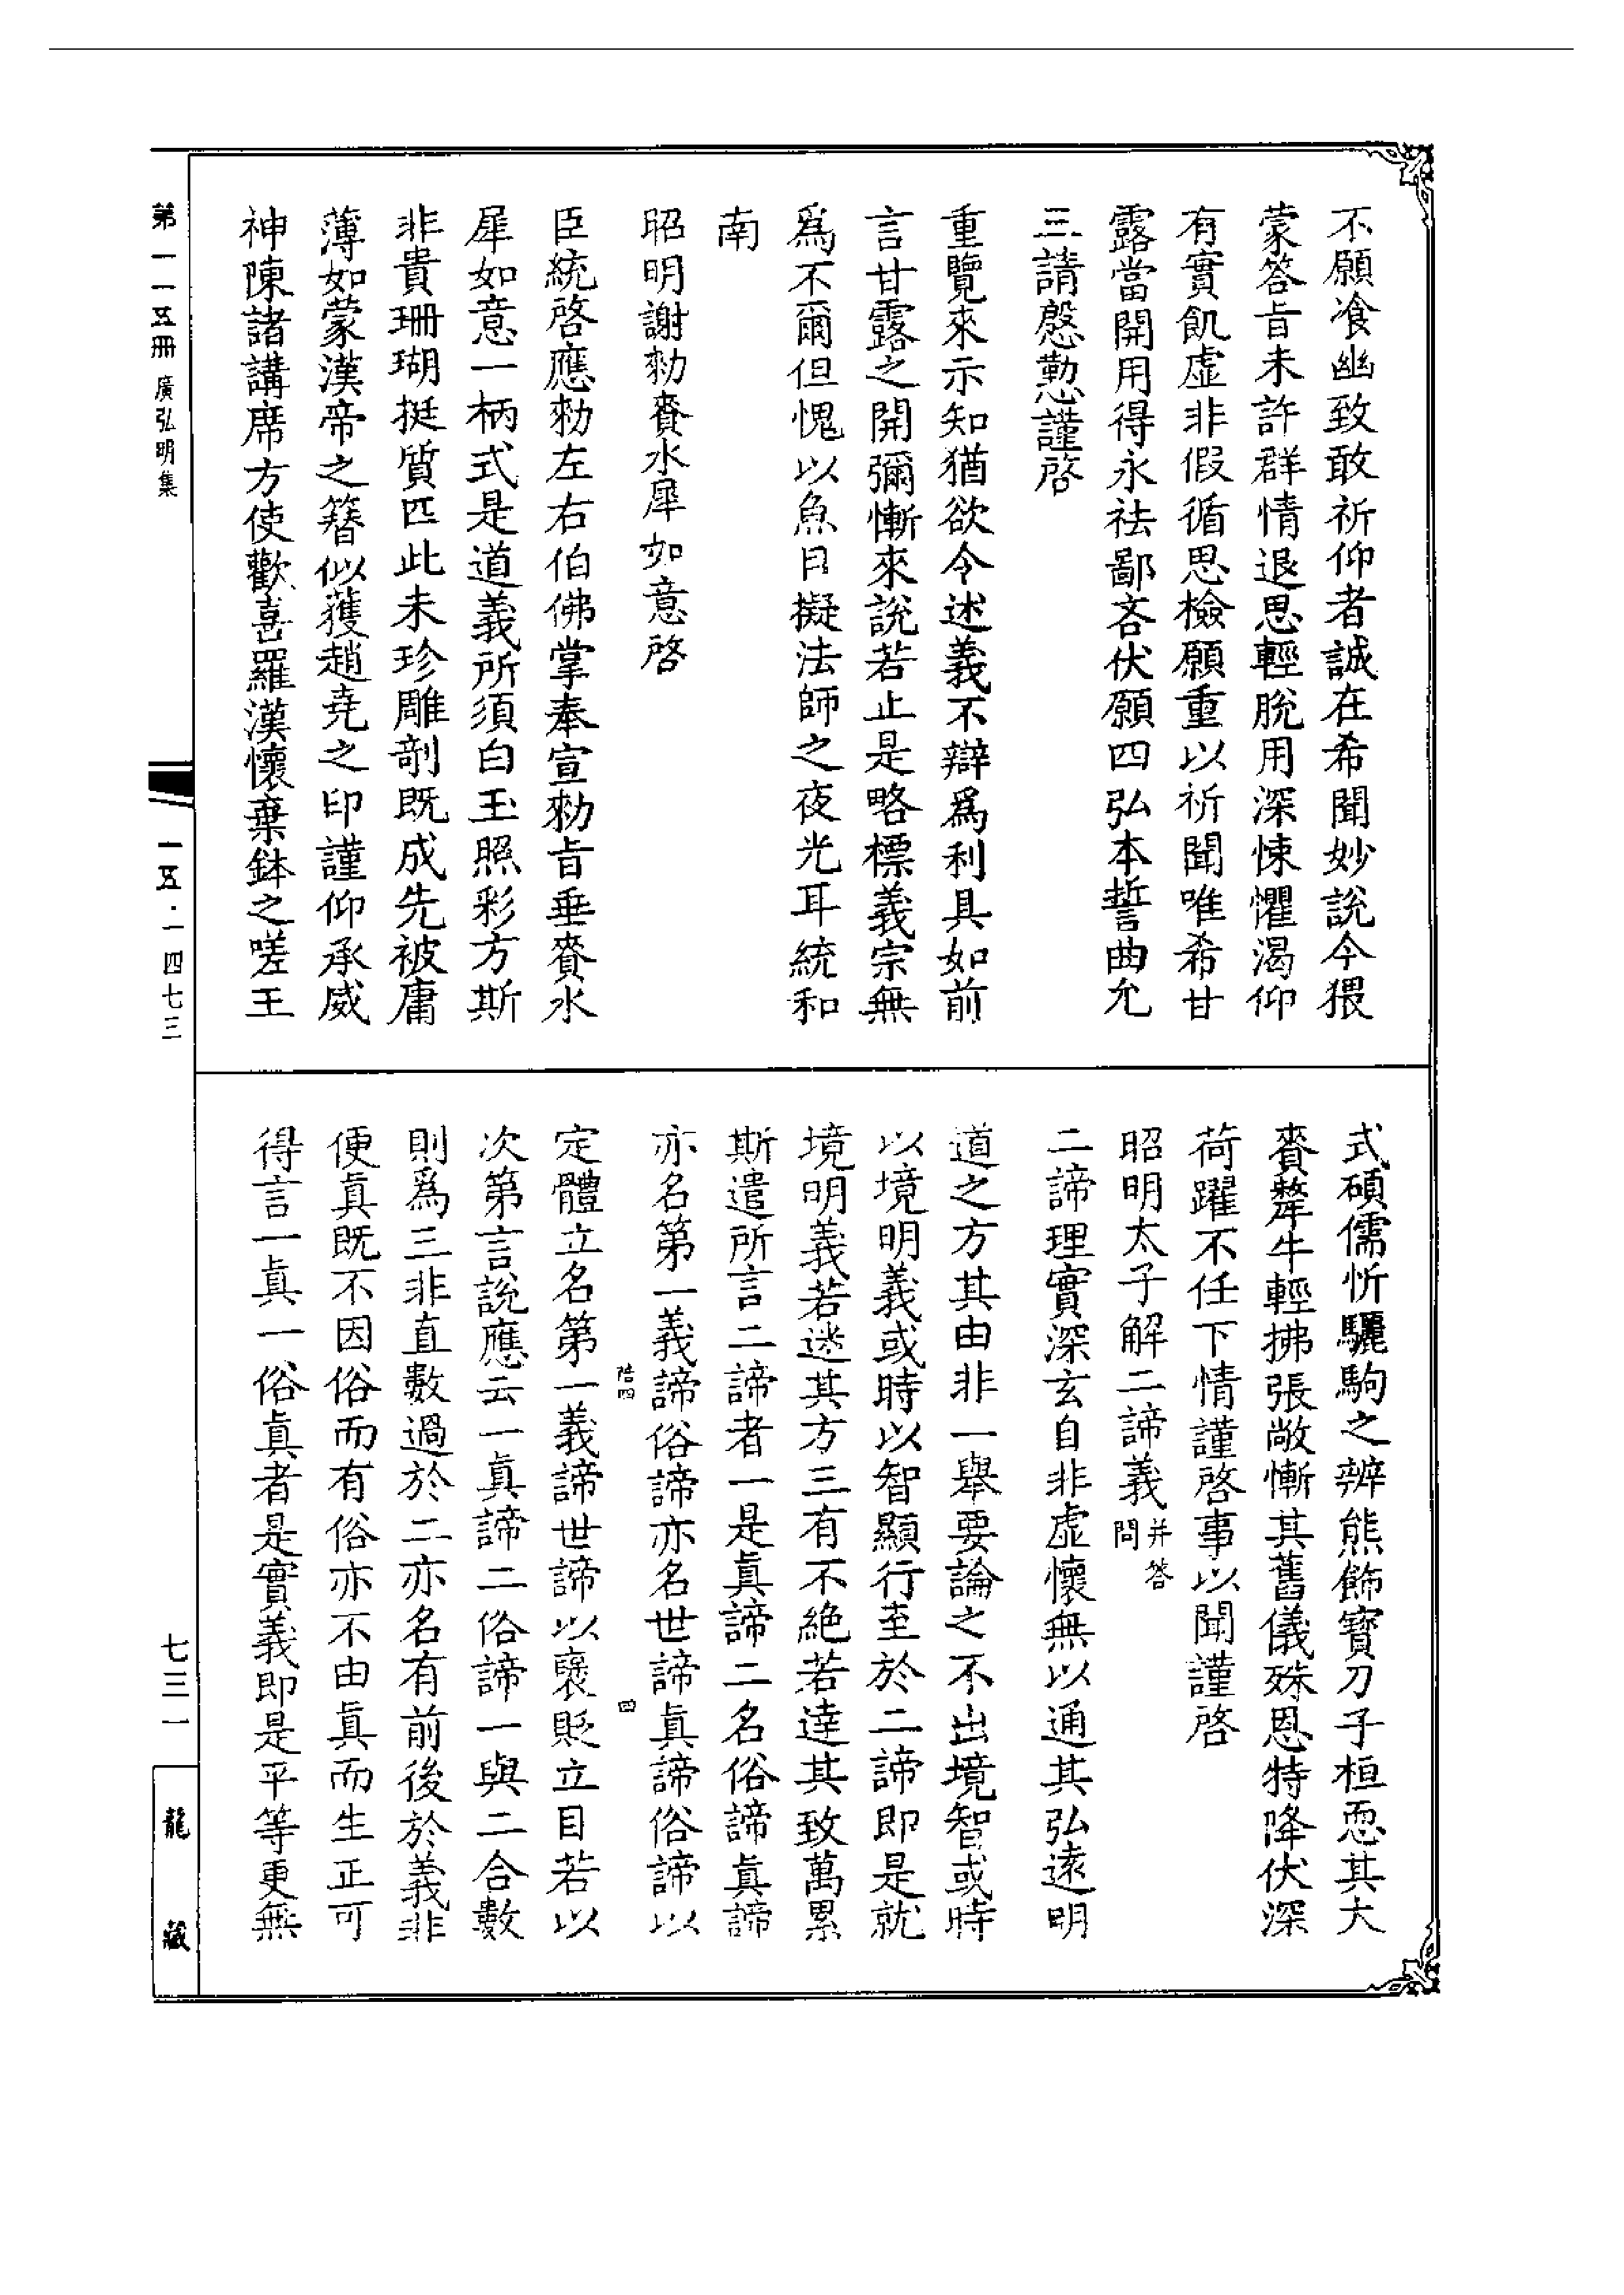 不願飡幽致敢祈仰者誠在希聞妙說今猥
蒙答旨未許群情退思輕脫用深悚懼渴仰
有實飢虛非假循思檢願重以祈聞唯希甘
露當開用得永祛鄙吝伏願四弘本誓曲允
三請慇懃謹啓
重覽來示知猶欲令述義不辯爲利具如前
言甘露之開彌慚來說若止是略標義宗無
爲不爾但愧以魚目擬法師之夜光耳統和
南
昭明謝勑賚水犀如意啓
臣統啓應勑左右伯佛掌奉宣勑旨垂賚水
犀如意一柄式是道義所須白玉照彩方斯
非貴珊瑚挺質匹此未珍雕剖既成先被庸
薄如蒙漢帝之簪似獲趙堯之印謹仰承威
神陳諸講席方使歡喜羅漢懷棄鉢之嗟王
式碩儒忻驪駒之辨熊飾寶刀子桓恧其大
賚犛牛輕拂張敞慚其舊儀殊恩特降伏深
荷躍不任下情謹啓事以聞謹啓
昭明太子解二諦義并答問
二諦理實深玄自非虛懷無以通其弘遠明
道之方其由非一舉要論之不出境智或時
以境明義或時以智顯行至於二諦即是就
境明義若迷其方三有不絕若達其致萬累
斯遣所言二諦者一是眞諦二名俗諦眞諦
亦名第一義諦俗諦亦名世諦眞諦俗諦以
陪四 四
定體立名第一義諦世諦以褒貶立目若以
次第言說應云一眞諦二俗諦一與二合數
則爲三非直數過於二亦名有前後於義非
便眞既不因俗而有俗亦不由眞而生正可
得言一眞一俗眞者是實義即是平等更無
第一一五冊 廣弘明集
一五·一四七三
七三一
龍藏